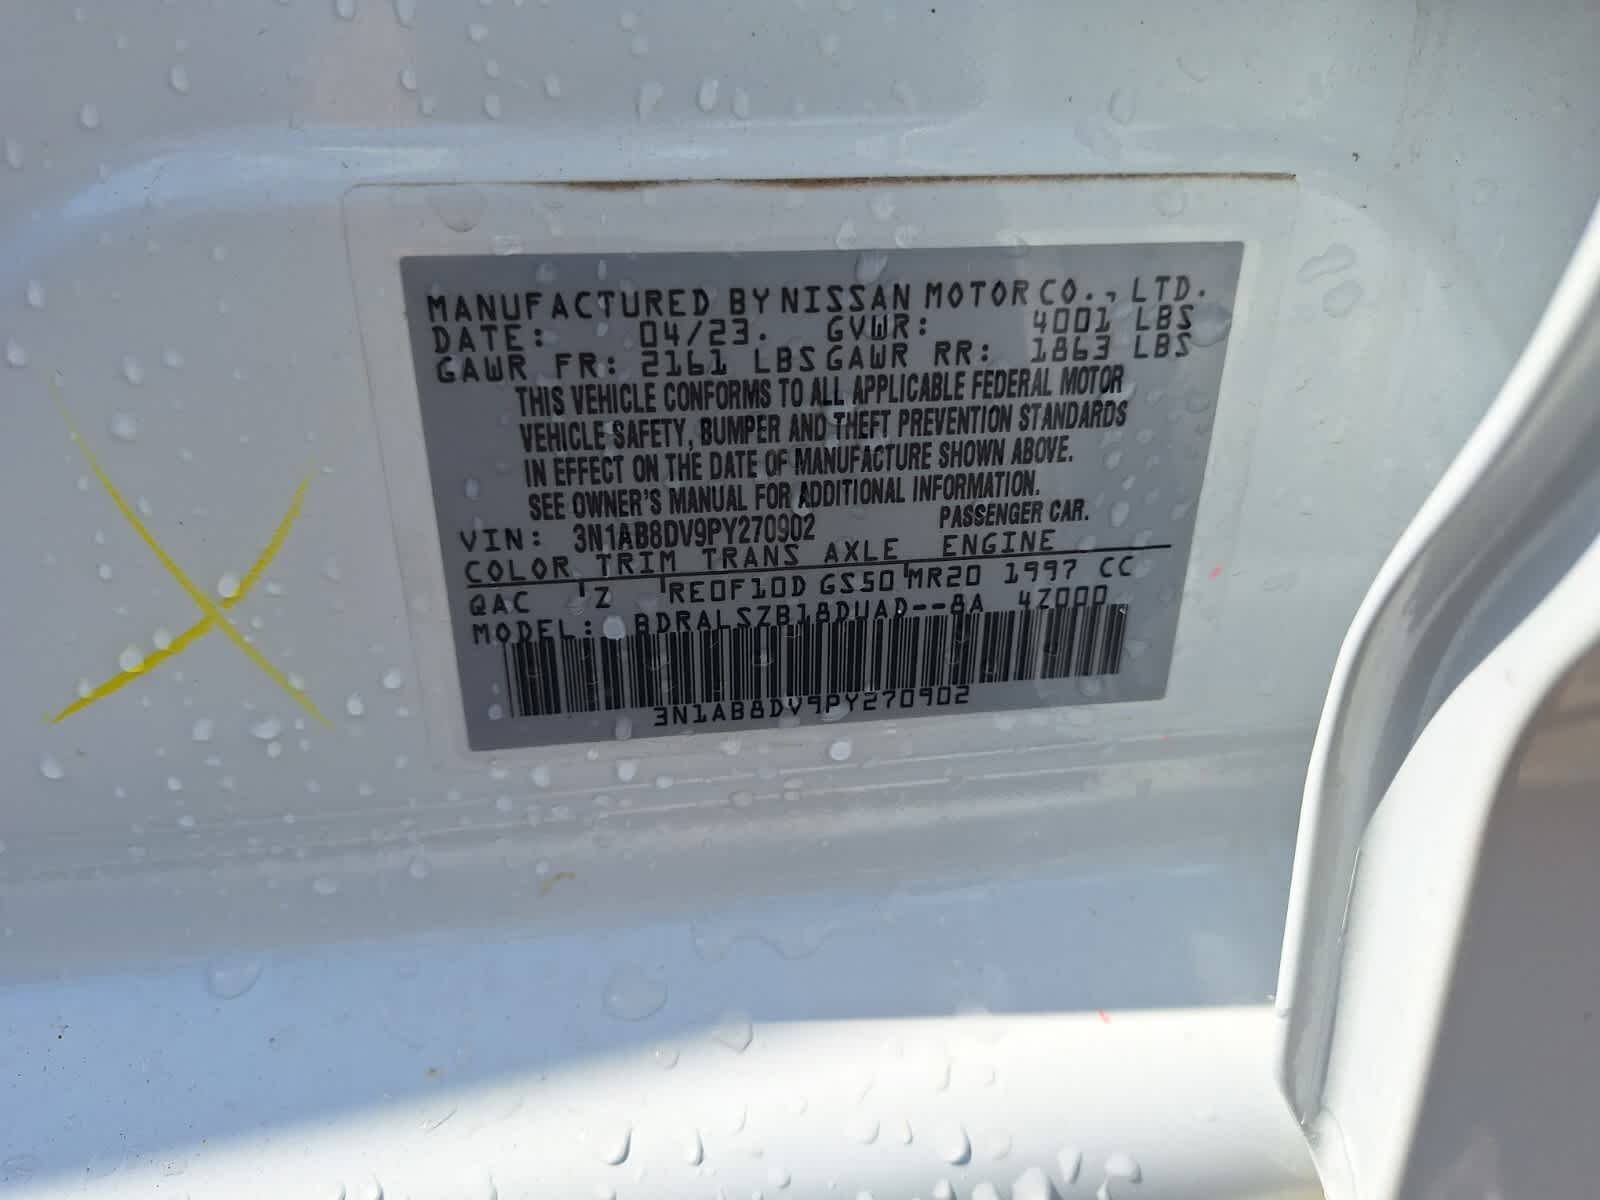 MANUFACTURED BY NISSAN MOTOR CO., LTD.
DATE: 04/23. GVWR: 4001 LBS
GAWR FR: 2161 LBS GAWR RR: 1863 LBS
THIS VEHICLE CONFORMS TO ALL APPLICABLE FEDERAL MOTOR
VEHICLE SAFETY, BUMPER AND THEFT PREVENTION STANDARDS
IN EFFECT ON THE DATE OF MANUFACTURE SHOWN ABOVE.
SEE OWNER'S MANUAL FOR ADDITIONAL INFORMATION.
VIN: 3N1AB8DV9PY270902 PASSENGER CAR.
COLOR TRIM TRANS AXLE ENGINE
QAC Z RE0F10D GS50 MR20 1997 CC
MODEL: BDRALSZB18DUAD--8A 4Z000
3N1AB8DV9PY270902